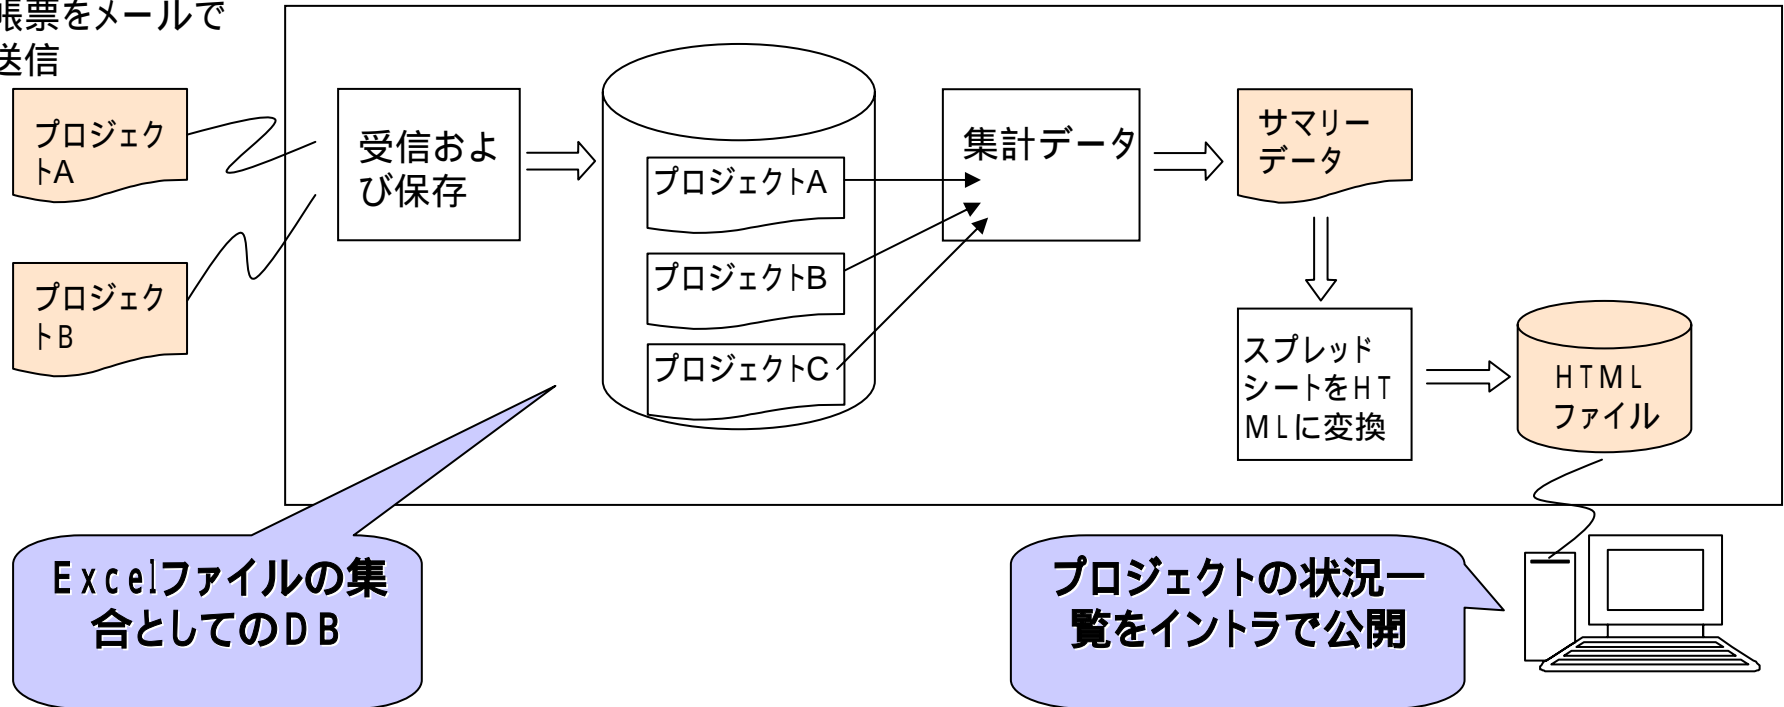 帳票をメールで
送信
プロジェク
トA
プロジェク
トB
受信およ
び保存
プロジェクトA
プロジェクトB
プロジェクトC
集計データ
サマリー
データ
スプレッド
シートをHT
MLに変換
HTML
ファイル
Excelファイルの集
合としてのDB
プロジェクトの状況一
覧をイントラで公開